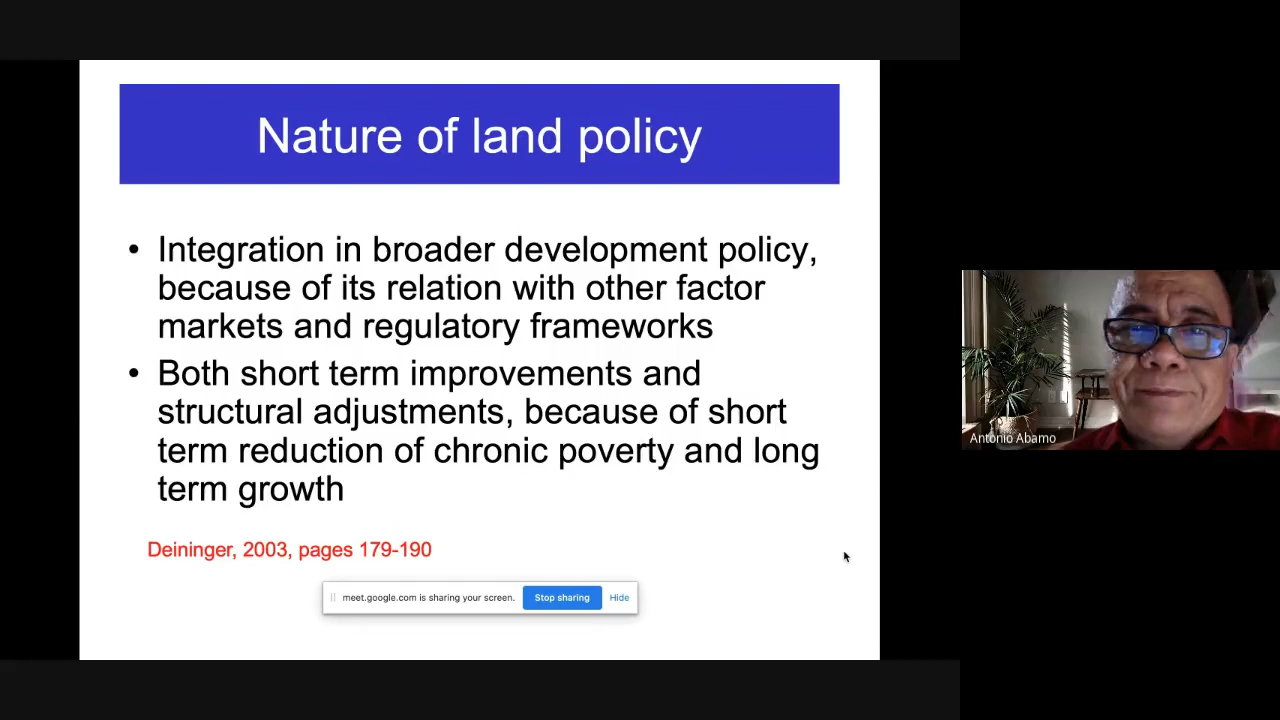 Nature of land policy
• Integration in broader development policy,
because of its relation with other factor
markets and regulatory frameworks
• Both short term improvements and
structural adjustments, because of short
term reduction of chronic poverty and long
term growth
Deininger, 2003, pages 179-190
meet.google.com is sharing your screen. Stop sharing Hide
Antonio Abamo